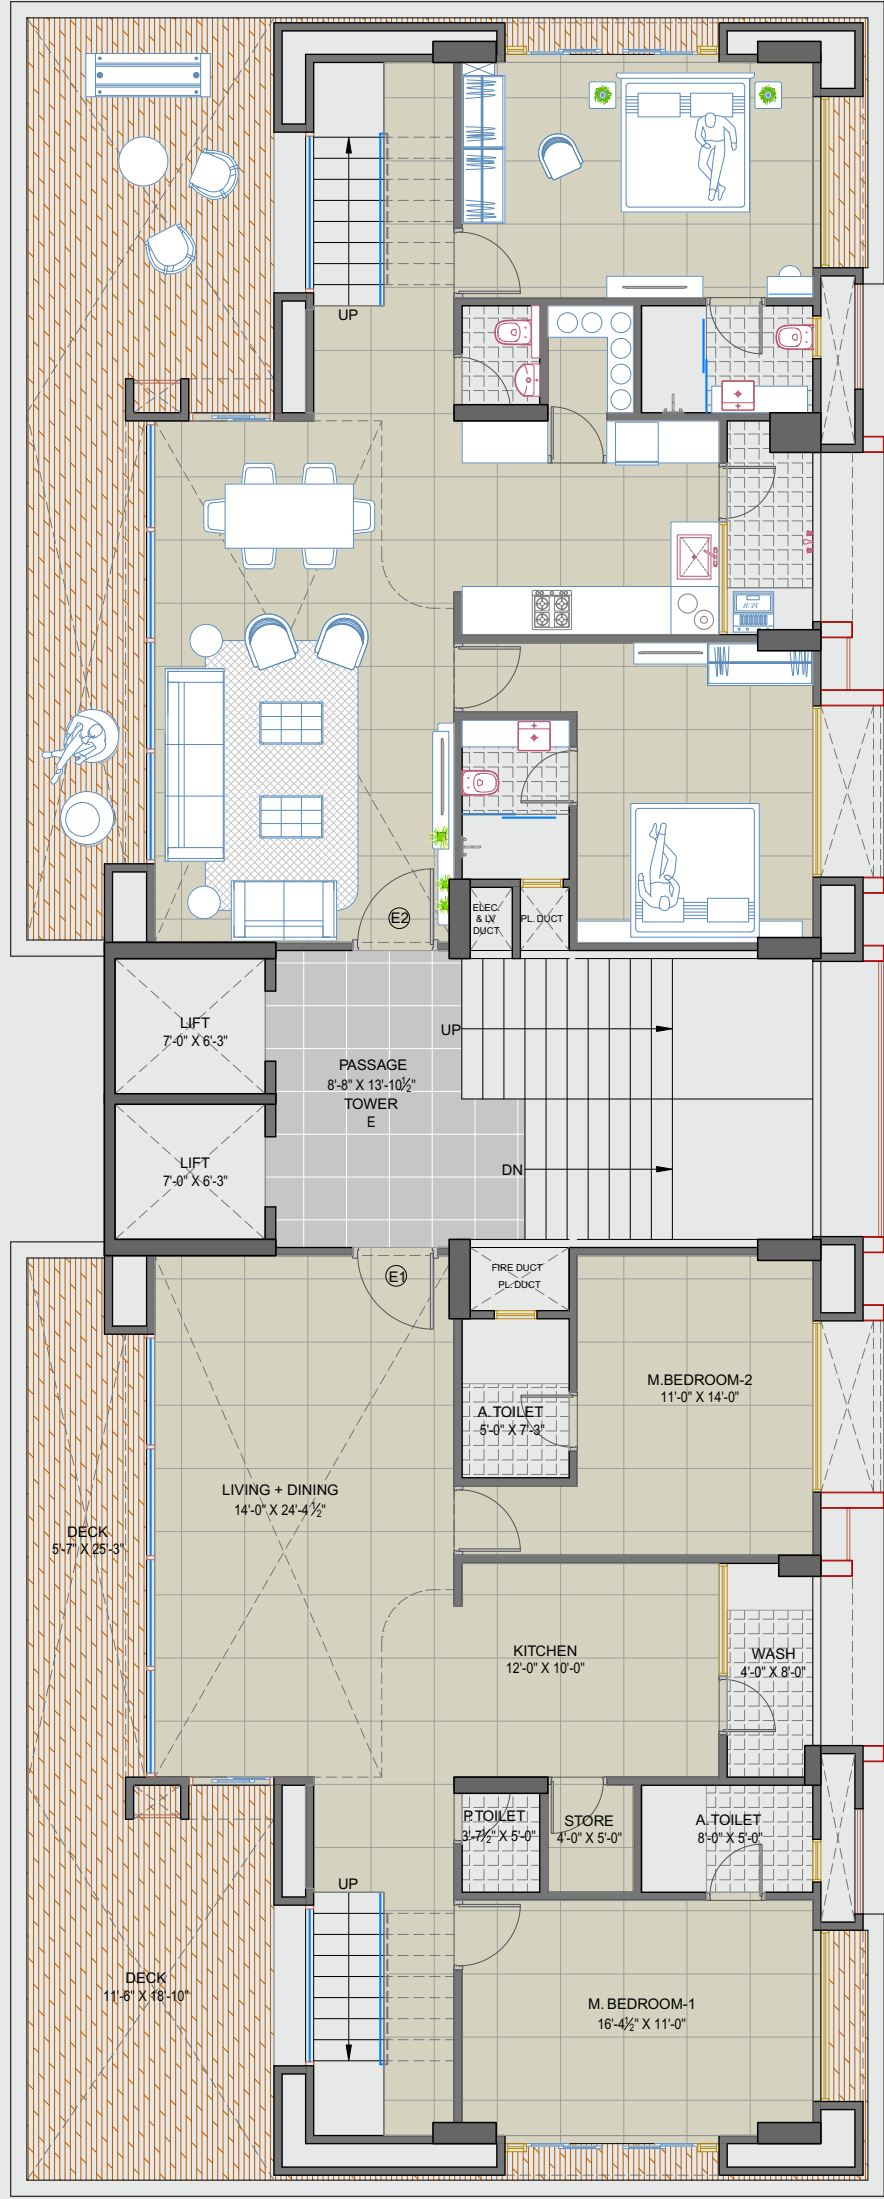 UP
E2
ELEC.
& LV
DUCT
PL. DUCT
LIFT
7'-0" X 6'-3"
UP
PASSAGE
8'-8" X 13'-10½"
TOWER
E
LIFT
7'-0" X 6'-3"
DN
E1
FIRE DUCT
PL. DUCT
M.BEDROOM-2
11'-0" X 14'-0"
A.TOILET
5'-0" X 7'-3"
LIVING + DINING
14'-0" X 24'-4½"
DECK
5'-7" X 25'-3"
KITCHEN
12'-0" X 10'-0"
WASH
4'-0" X 8'-0"
P.TOILET
3'-7½" X 5'-0"
STORE
4'-0" X 5'-0"
A.TOILET
8'-0" X 5'-0"
UP
DECK
11'-6" X 18'-10"
M. BEDROOM-1
16'-4½" X 11'-0"